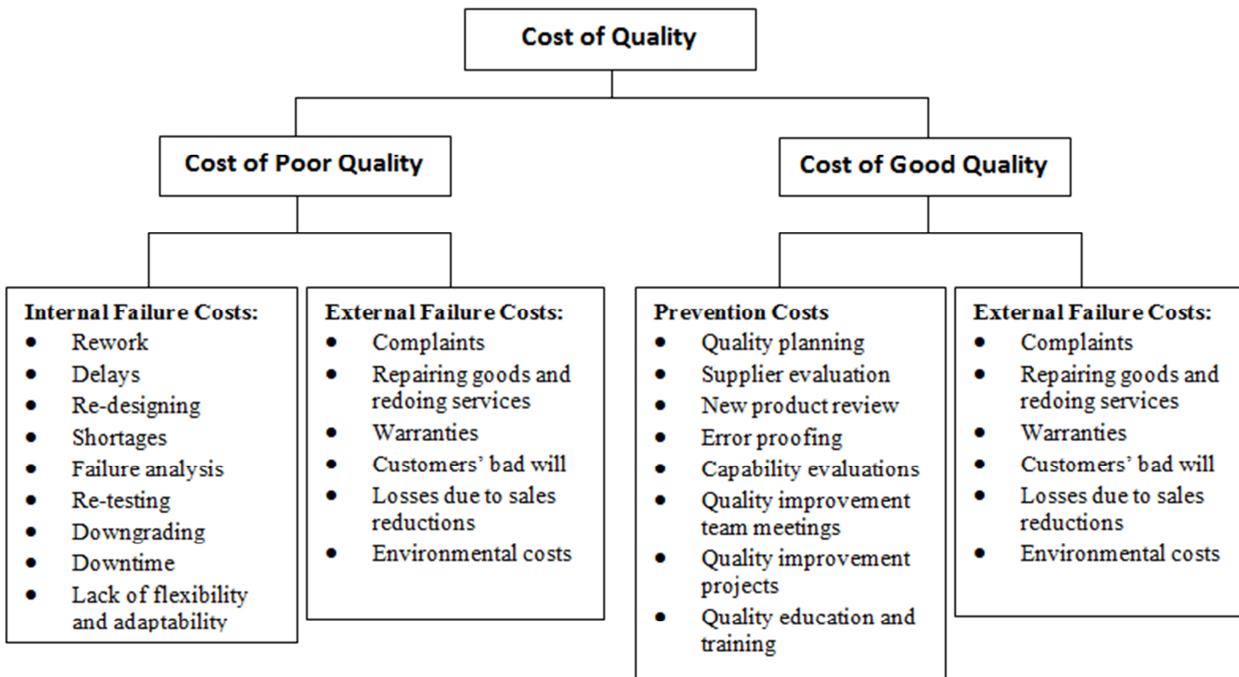 Cost of Quality
Cost of Poor Quality
Cost of Good Quality
Internal Failure Costs:
• Rework
• Delays
• Re-designing
• Shortages
• Failure analysis
• Re-testing
• Downgrading
• Downtime
• Lack of flexibility
and adaptability
External Failure Costs:
• Complaints
• Repairing goods and
redoing services
• Warranties
• Customers’ bad will
• Losses due to sales
reductions
• Environmental costs
Prevention Costs
• Quality planning
• Supplier evaluation
• New product review
• Error proofing
• Capability evaluations
• Quality improvement
team meetings
• Quality improvement
projects
• Quality education and
training
External Failure Costs:
• Complaints
• Repairing goods and
redoing services
• Warranties
• Customers’ bad will
• Losses due to sales
reductions
• Environmental costs